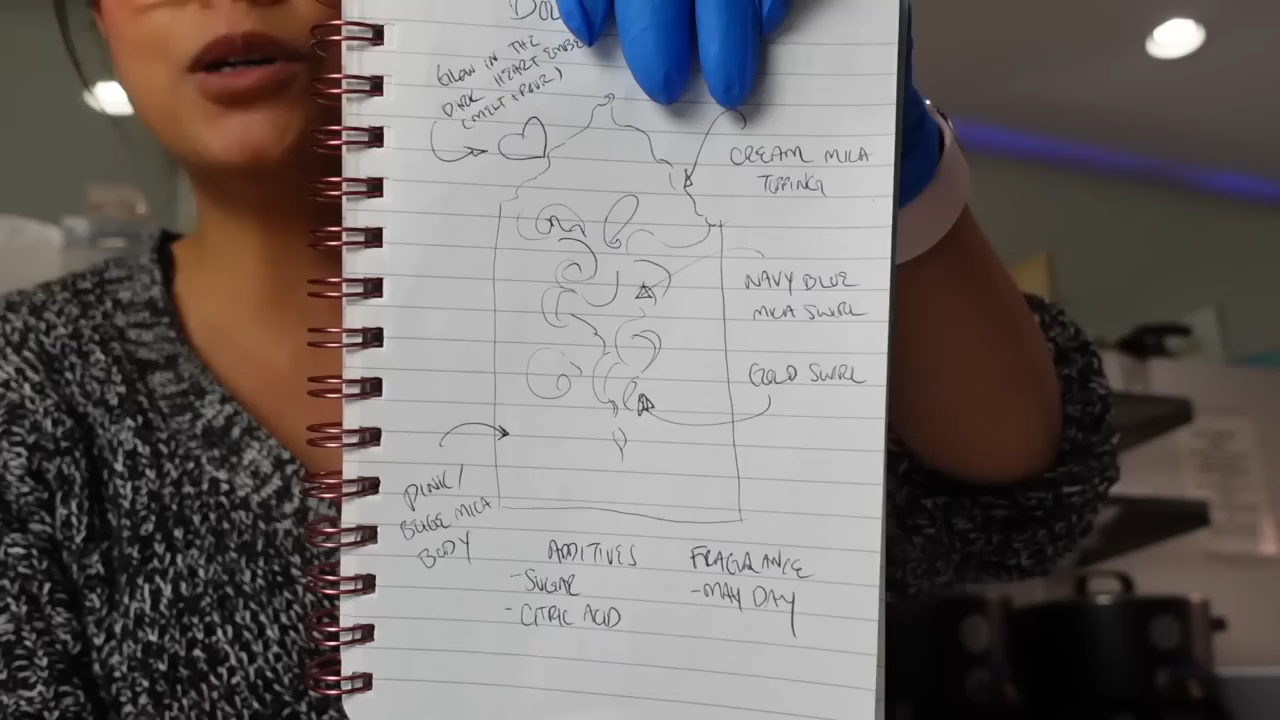 GLOW IN THE
DARK HEART EMBE
(MELT + POUR)
CREAM MICA
TOPPING
NAVY BLUE
MICA SWIRL
GOLD SWIRL
PINK/
BEIGE MICA
BODY
ADDITIVES
- SUGAR
- CITRIC ACID
FRAGRANCE
- MAY DAY